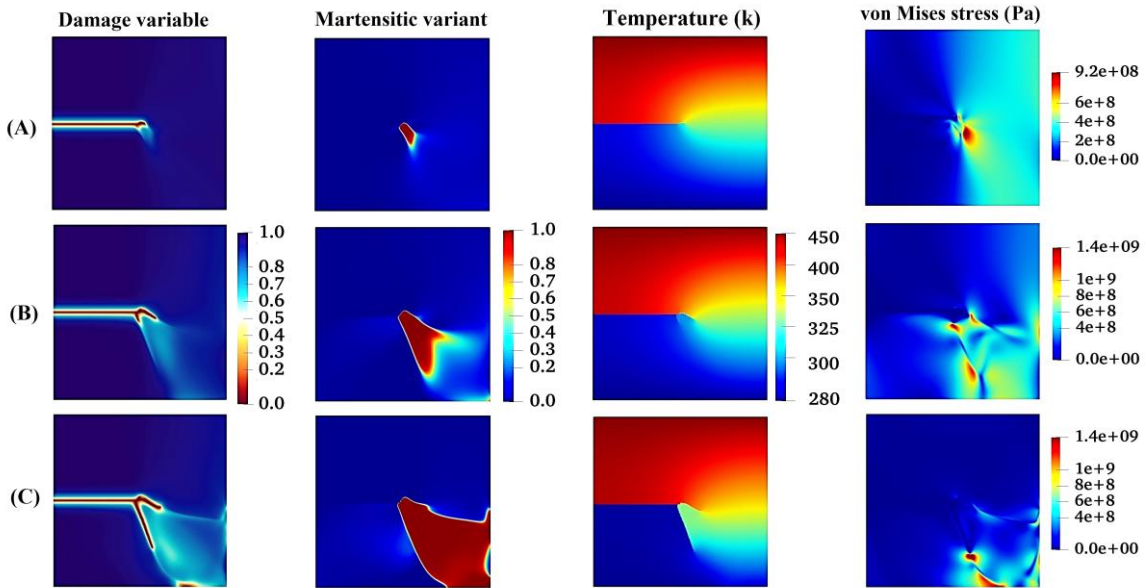 Damage variable Martensitic variant Temperature (k) von Mises stress (Pa)
(A)
9.2e+08
6e+8
4e+8
2e+8
0.0e+00
(B)
1.0
0.8
0.7
0.6
0.5
0.4
0.3
0.2
0.0
1.0
0.8
0.7
0.6
0.5
0.4
0.3
0.2
0.0
450
400
350
325
300
280
1.4e+09
1e+9
8e+8
6e+8
4e+8
0.0e+00
(C)
1.4e+09
1e+9
8e+8
6e+8
4e+8
0.0e+00